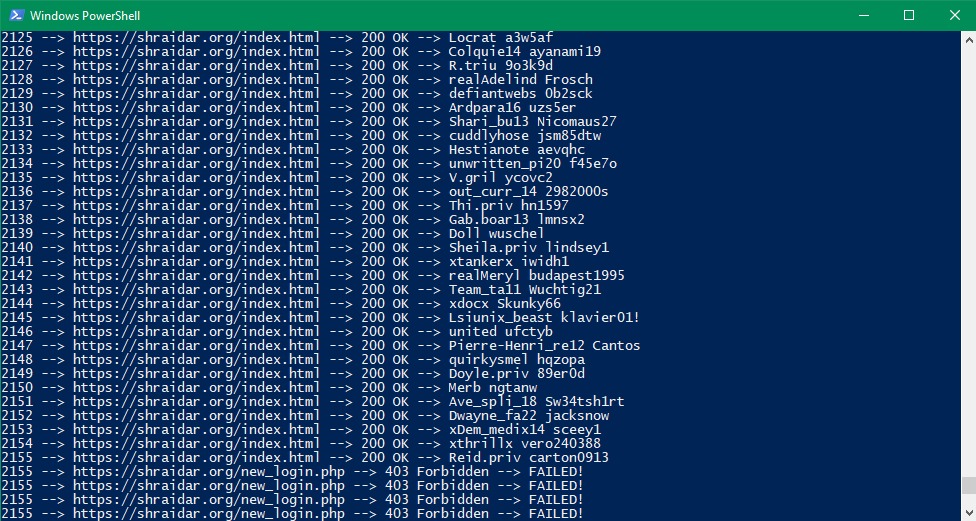 Windows PowerShell
2125 --> https://shraidar.org/index.html --> 200 OK --> Locrat a3w5af
2126 --> https://shraidar.org/index.html --> 200 OK --> Colquie14 ayanami19
2127 --> https://shraidar.org/index.html --> 200 OK --> R.triu 9o3k9d
2128 --> https://shraidar.org/index.html --> 200 OK --> realAdelind Frosch
2129 --> https://shraidar.org/index.html --> 200 OK --> defiantwebs Ob2sck
2130 --> https://shraidar.org/index.html --> 200 OK --> Ardpara16 uzs5er
2131 --> https://shraidar.org/index.html --> 200 OK --> Shari_bu13 Nicomaus27
2132 --> https://shraidar.org/index.html --> 200 OK --> cuddlyhose jsm85dtw
2133 --> https://shraidar.org/index.html --> 200 OK --> Hestianote aevqhc
2134 --> https://shraidar.org/index.html --> 200 OK --> unwritten_pi20 f45e7o
2135 --> https://shraidar.org/index.html --> 200 OK --> V.gril ycovc2
2136 --> https://shraidar.org/index.html --> 200 OK --> out_curr_14 2982000s
2137 --> https://shraidar.org/index.html --> 200 OK --> Thi.priv hn1597
2138 --> https://shraidar.org/index.html --> 200 OK --> Gab.boar13 lmnsx2
2139 --> https://shraidar.org/index.html --> 200 OK --> Doll wuschel
2140 --> https://shraidar.org/index.html --> 200 OK --> Sheila.priv lindsey1
2141 --> https://shraidar.org/index.html --> 200 OK --> xtankerx iwidh1
2142 --> https://shraidar.org/index.html --> 200 OK --> realMeryl budapest1995
2143 --> https://shraidar.org/index.html --> 200 OK --> Team_ta11 Wuchtig21
2144 --> https://shraidar.org/index.html --> 200 OK --> xdocx Skunky66
2145 --> https://shraidar.org/index.html --> 200 OK --> Lsiunix_beast klavier01!
2146 --> https://shraidar.org/index.html --> 200 OK --> united ufctyb
2147 --> https://shraidar.org/index.html --> 200 OK --> Pierre-Henri_re12 Cantos
2148 --> https://shraidar.org/index.html --> 200 OK --> quirkysmel hqzopa
2149 --> https://shraidar.org/index.html --> 200 OK --> Doyle.priv 89er0d
2150 --> https://shraidar.org/index.html --> 200 OK --> Merb ngtanw
2151 --> https://shraidar.org/index.html --> 200 OK --> Ave_spli_18 Sw34tsh1rt
2152 --> https://shraidar.org/index.html --> 200 OK --> Dwayne_fa22 jacksnow
2153 --> https://shraidar.org/index.html --> 200 OK --> xDem_medix14 sceey1
2154 --> https://shraidar.org/index.html --> 200 OK --> xthrillx vero240388
2155 --> https://shraidar.org/index.html --> 200 OK --> Reid.priv carton0913
2155 --> https://shraidar.org/new_login.php --> 403 Forbidden --> FAILED!
2155 --> https://shraidar.org/new_login.php --> 403 Forbidden --> FAILED!
2155 --> https://shraidar.org/new_login.php --> 403 Forbidden --> FAILED!
2155 --> https://shraidar.org/new_login.php --> 403 Forbidden --> FAILED!